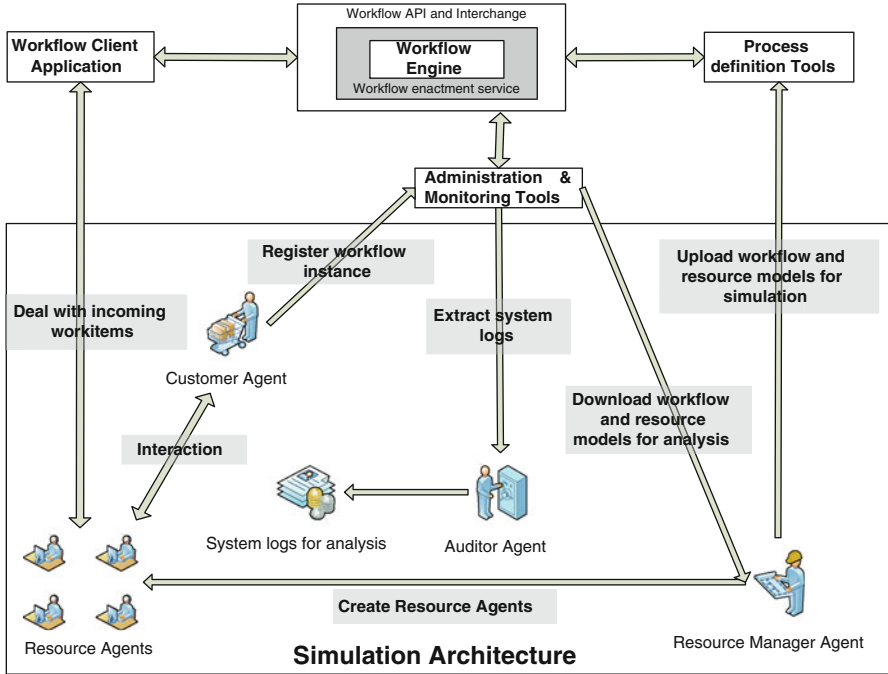 Workflow API and Interchange
Workflow Client
Application
Workflow
Engine
Workflow enactment service
Process
definition Tools
Administration &
Monitoring Tools
Register workflow
instance
Upload workflow and
resource models for
simulation
Deal with incoming
workitems
Extract system
logs
Customer Agent
Download workflow
and resource
models for analysis
Interaction
System logs for analysis
Auditor Agent
Create Resource Agents
Resource Agents
Resource Manager Agent
Simulation Architecture